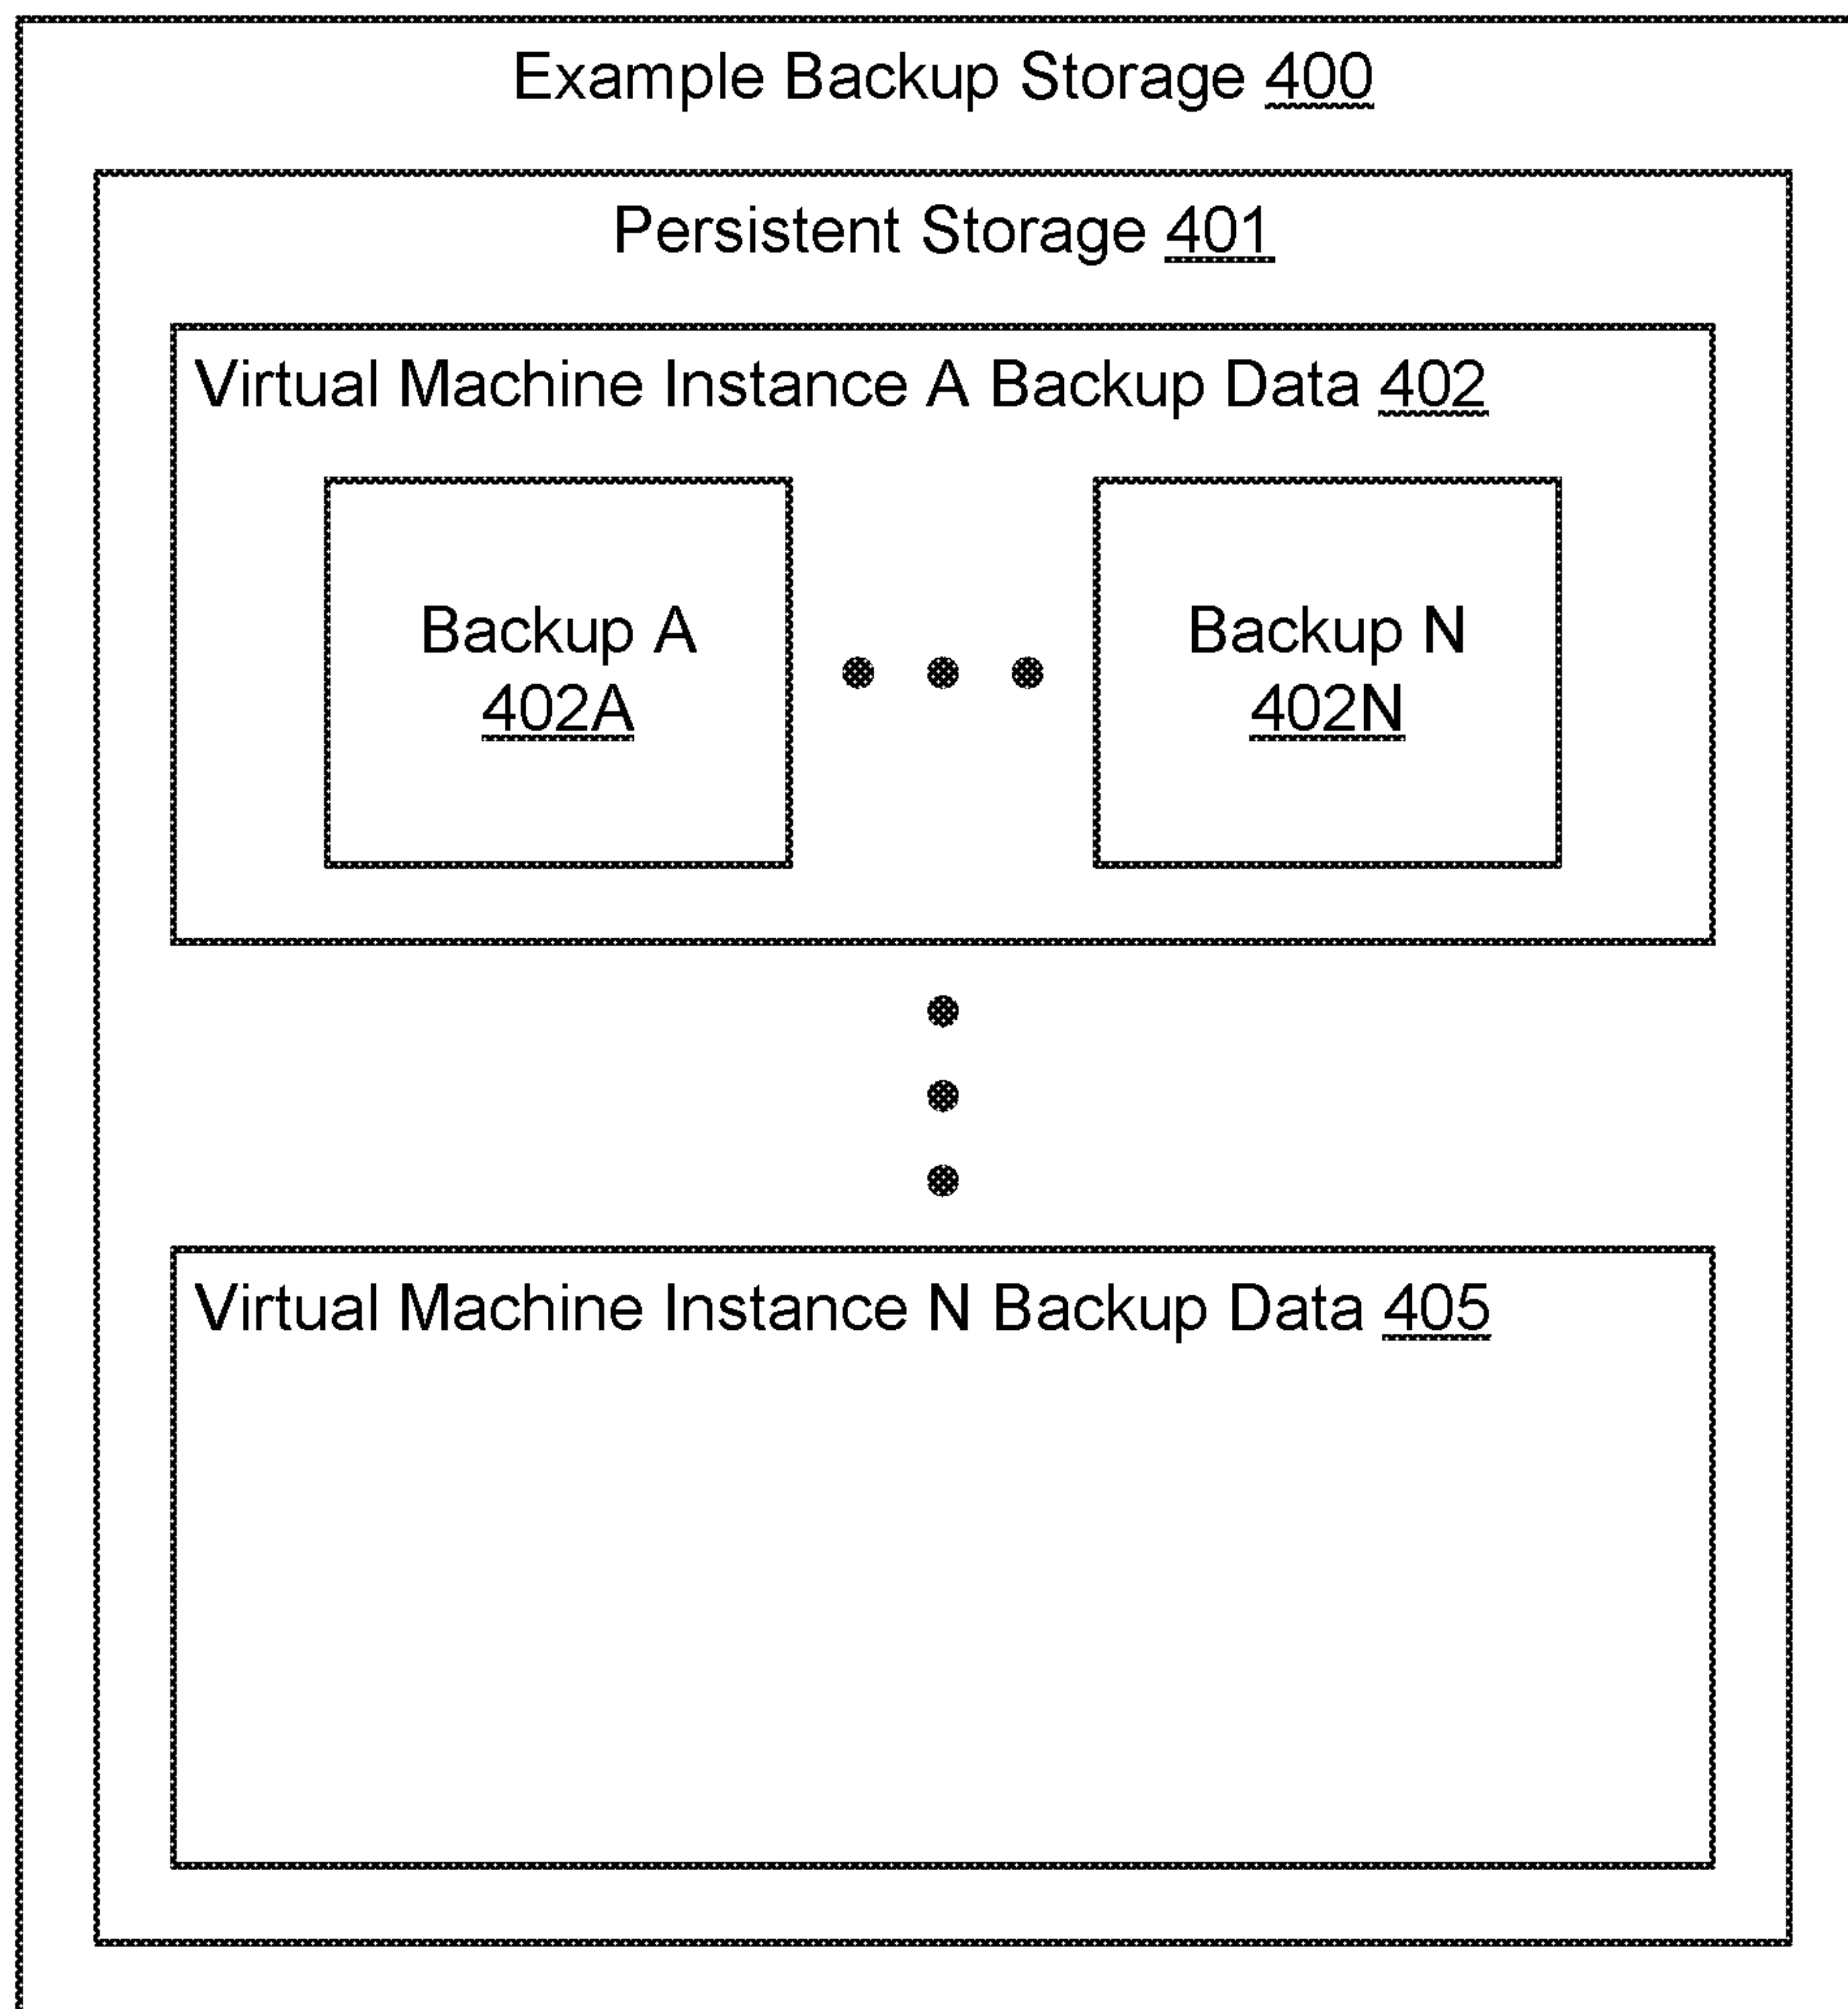 Example Backup Storage 400
Persistent Storage 401
Virtual Machine Instance A Backup Data 402
Backup A
402A
Backup N
402N
Virtual Machine Instance N Backup Data 405